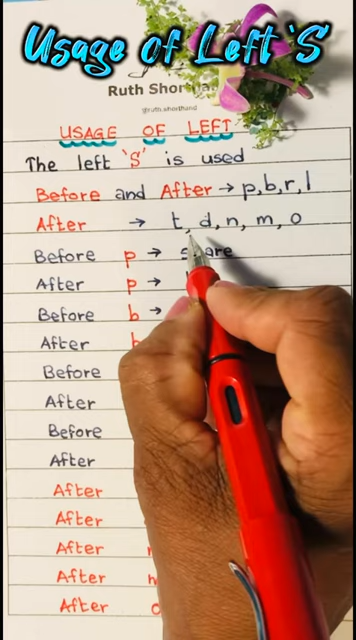 Usage of Left 'S
Ruth Shorthand
@ruth.shorthand
USAGE OF LEFT
The left 'S' is used
Before and After → p,b,r,l
After → t,d,n,m,o
Before p →
After p →
Before b →
After b
Before
After
Before
After
After
After
After
After
After